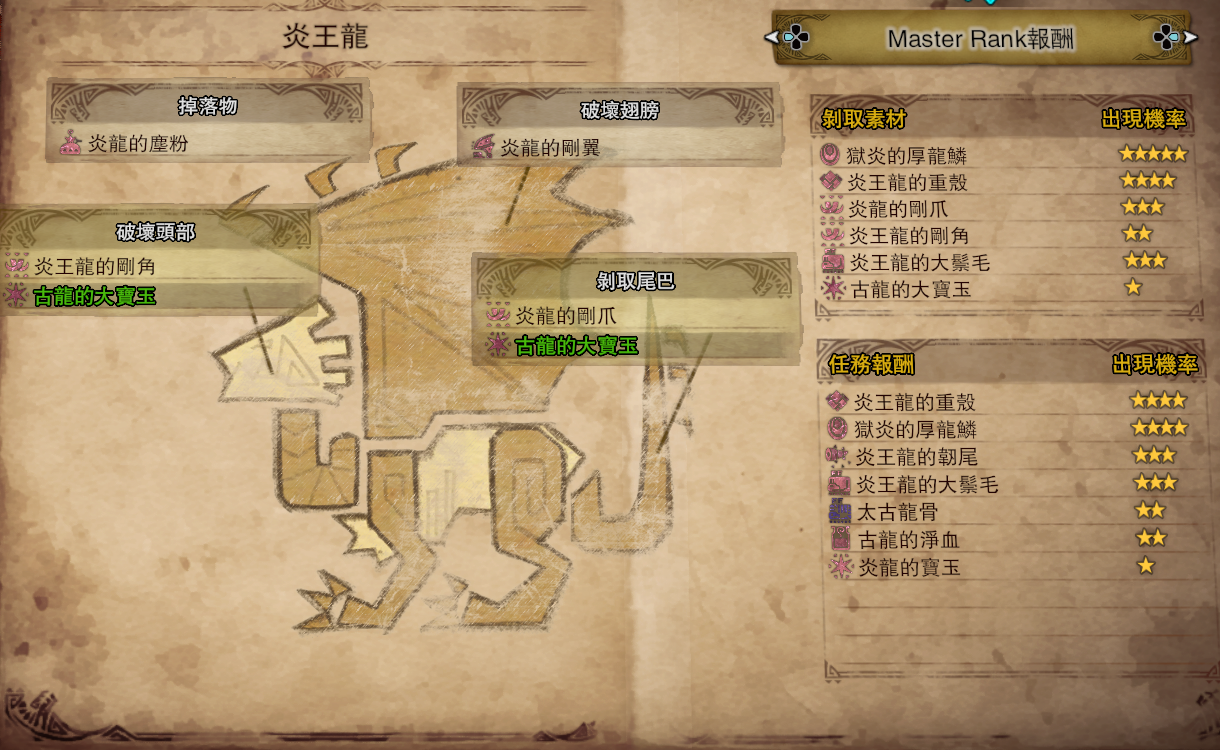 炎王龍
Master Rank報酬
掉落物
炎龍的塵粉
破壞翅膀
炎龍的剛翼
破壞頭部
炎王龍的剛角
古龍的大寶玉
剝取尾巴
炎龍的剛爪
古龍的大寶玉
剝取素材 出現機率
獄炎的厚龍鱗 ★★★★★
炎王龍的重殼 ★★★★
炎龍的剛爪 ★★★
炎王龍的剛角 ★★
炎王龍的大鬃毛 ★★★
古龍的大寶玉 ★
任務報酬 出現機率
炎王龍的重殼 ★★★★
獄炎的厚龍鱗 ★★★★
炎王龍的韌尾 ★★★
炎王龍的大鬃毛 ★★★
太古龍骨 ★★
古龍的淨血 ★★
炎龍的寶玉 ★